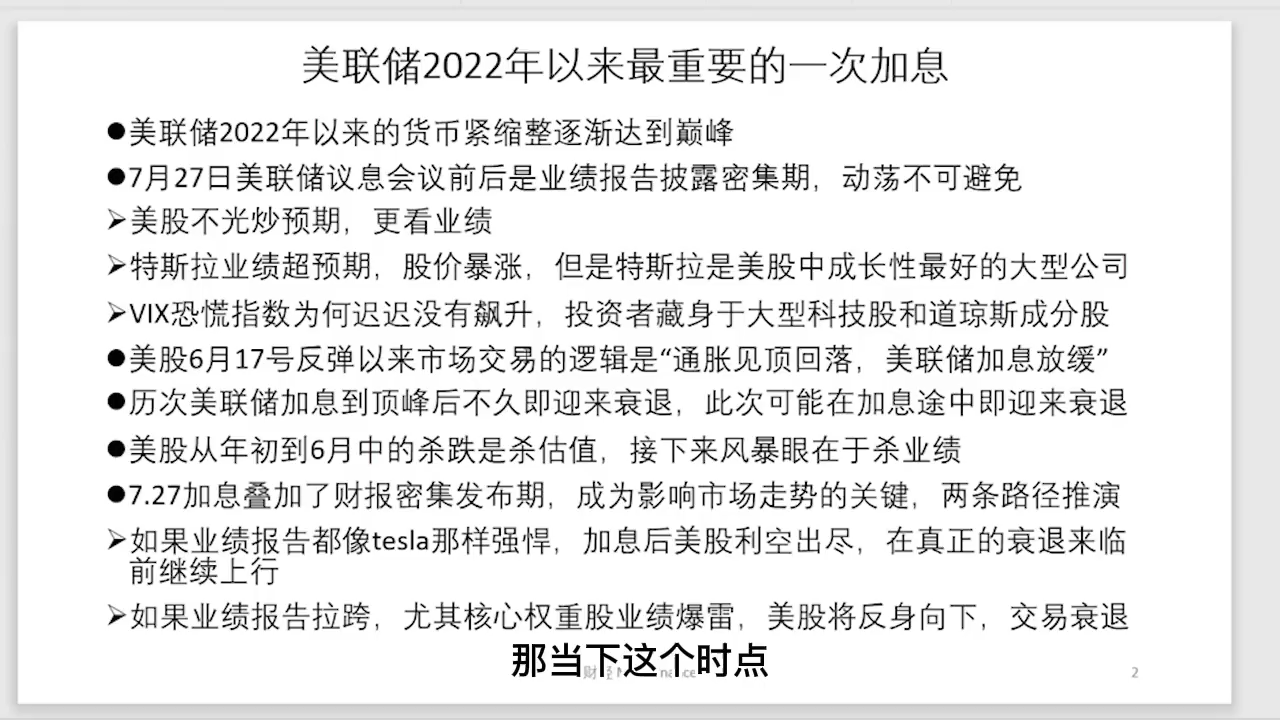 美联储2022年以来最重要的一次加息
●美联储2022年以来的货币紧缩整逐渐达到巅峰
●7月27日美联储议息会议前后是业绩报告披露密集期，动荡不可避免
➢美股不光炒预期，更看业绩
➢特斯拉业绩超预期，股价暴涨，但是特斯拉是美股中成长性最好的大型公司
➢VIX恐慌指数为何迟迟没有飙升，投资者藏身于大型科技股和道琼斯成分股
●美股6月17号反弹以来市场交易的逻辑是“通胀见顶回落，美联储加息放缓”
●历次美联储加息到顶峰后不久即迎来衰退，此次可能在加息途中即迎来衰退
●美股从年初到6月中的杀跌是杀估值，接下来风暴眼在于杀业绩
●7.27加息叠加了财报密集发布期，成为影响市场走势的关键，两条路径推演
➢如果业绩报告都像tesla那样强悍，加息后美股利空出尽，在真正的衰退来临
前继续上行
➢如果业绩报告拉跨，尤其核心权重股业绩爆雷，美股将反身向下，交易衰退
那当下这个时点
2